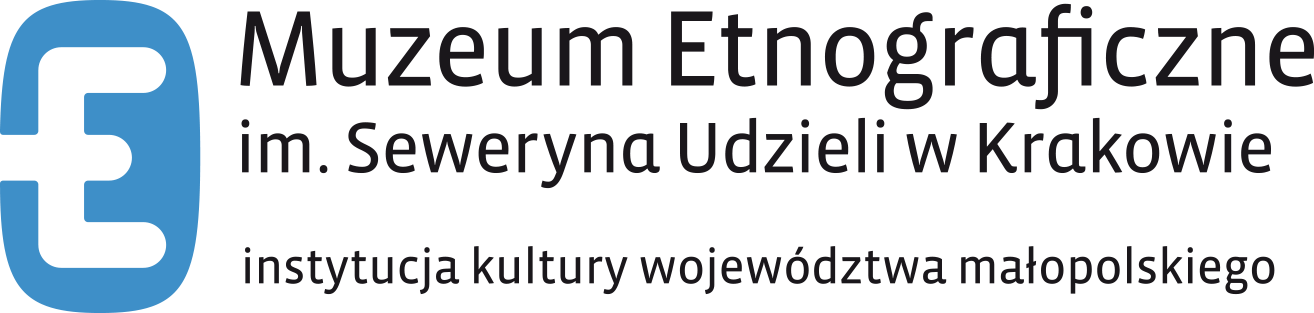 Muzeum Etnograficzne
im. Seweryna Udzieli w Krakowie
instytucja kultury województwa małopolskiego